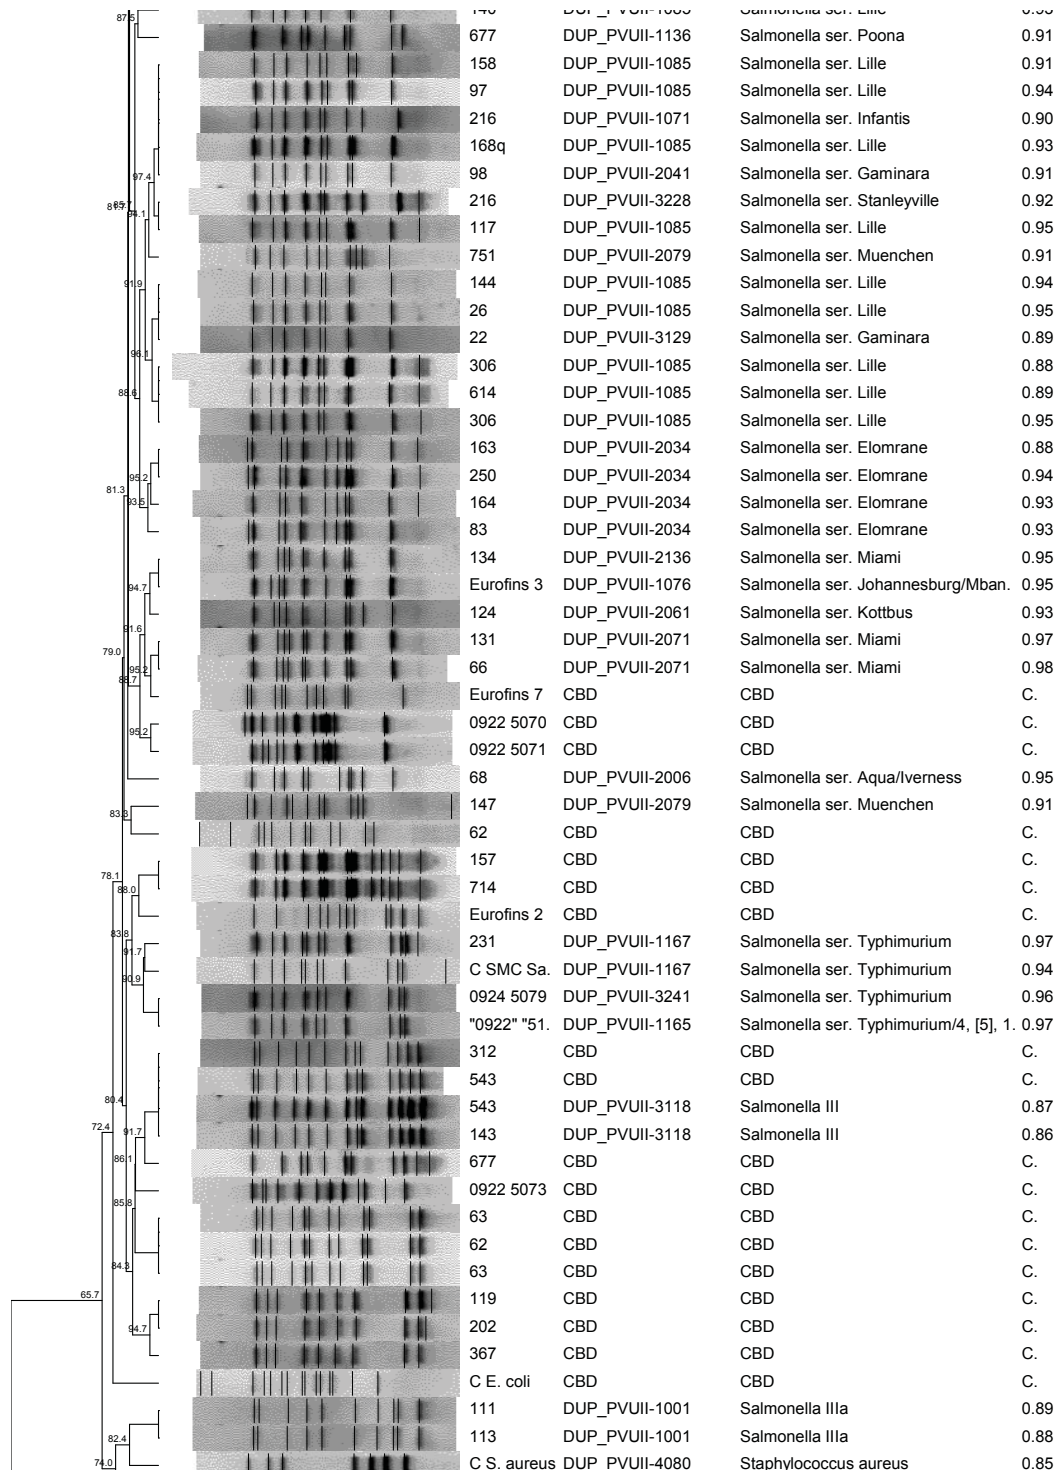 140 DUP_PVUII-1085 Salmonella ser. Lille 0.95
87.5
677 DUP_PVUII-1136 Salmonella ser. Poona 0.91
158 DUP_PVUII-1085 Salmonella ser. Lille 0.91
97 DUP_PVUII-1085 Salmonella ser. Lille 0.94
216 DUP_PVUII-1071 Salmonella ser. Infantis 0.90
168q DUP_PVUII-1085 Salmonella ser. Lille 0.93
97.4 98 DUP_PVUII-2041 Salmonella ser. Gaminara 0.91
216 DUP_PVUII-3228 Salmonella ser. Stanleyville 0.92
94.1 117 DUP_PVUII-1085 Salmonella ser. Lille 0.95
751 DUP_PVUII-2079 Salmonella ser. Muenchen 0.91
91.9 144 DUP_PVUII-1085 Salmonella ser. Lille 0.94
26 DUP_PVUII-1085 Salmonella ser. Lille 0.95
22 DUP_PVUII-3129 Salmonella ser. Gaminara 0.89
96.1 306 DUP_PVUII-1085 Salmonella ser. Lille 0.88
88.6 614 DUP_PVUII-1085 Salmonella ser. Lille 0.89
306 DUP_PVUII-1085 Salmonella ser. Lille 0.95
163 DUP_PVUII-2034 Salmonella ser. Elomrane 0.88
95.2 250 DUP_PVUII-2034 Salmonella ser. Elomrane 0.94
81.3 93.5 164 DUP_PVUII-2034 Salmonella ser. Elomrane 0.93
83 DUP_PVUII-2034 Salmonella ser. Elomrane 0.93
134 DUP_PVUII-2136 Salmonella ser. Miami 0.95
94.7 Eurofins 3 DUP_PVUII-1076 Salmonella ser. Johannesburg/Mban. 0.95
124 DUP_PVUII-2061 Salmonella ser. Kottbus 0.93
91.6 131 DUP_PVUII-2071 Salmonella ser. Miami 0.97
79.0 95.2 66 DUP_PVUII-2071 Salmonella ser. Miami 0.98
Eurofins 7 CBD CBD C.
0922 5070 CBD CBD C.
95.2 0922 5071 CBD CBD C.
68 DUP_PVUII-2006 Salmonella ser. Aqua/Iverness 0.95
83.3 147 DUP_PVUII-2079 Salmonella ser. Muenchen 0.91
62 CBD CBD C.
157 CBD CBD C.
78.1 88.0 714 CBD CBD C.
Eurofins 2 CBD CBD C.
83.8 91.7 231 DUP_PVUII-1167 Salmonella ser. Typhimurium 0.97
90.9 C SMC Sa. DUP_PVUII-1167 Salmonella ser. Typhimurium 0.94
0924 5079 DUP_PVUII-3241 Salmonella ser. Typhimurium 0.96
"0922" "51. DUP_PVUII-1165 Salmonella ser. Typhimurium/4, [5], 1. 0.97
312 CBD CBD C.
543 CBD CBD C.
80.4 543 DUP_PVUII-3118 Salmonella III 0.87
72.4 91.7 143 DUP_PVUII-3118 Salmonella III 0.86
86.1 677 CBD CBD C.
0922 5073 CBD CBD C.
85.8 63 CBD CBD C.
62 CBD CBD C.
84.3 63 CBD CBD C.
65.7 119 CBD CBD C.
94.7 202 CBD CBD C.
367 CBD CBD C.
C E. coli CBD CBD C.
111 DUP_PVUII-1001 Salmonella IIIa 0.89
82.4 113 DUP_PVUII-1001 Salmonella IIIa 0.88
74.0 C S. aureus DUP_PVUII-4080 Staphylococcus aureus 0.85